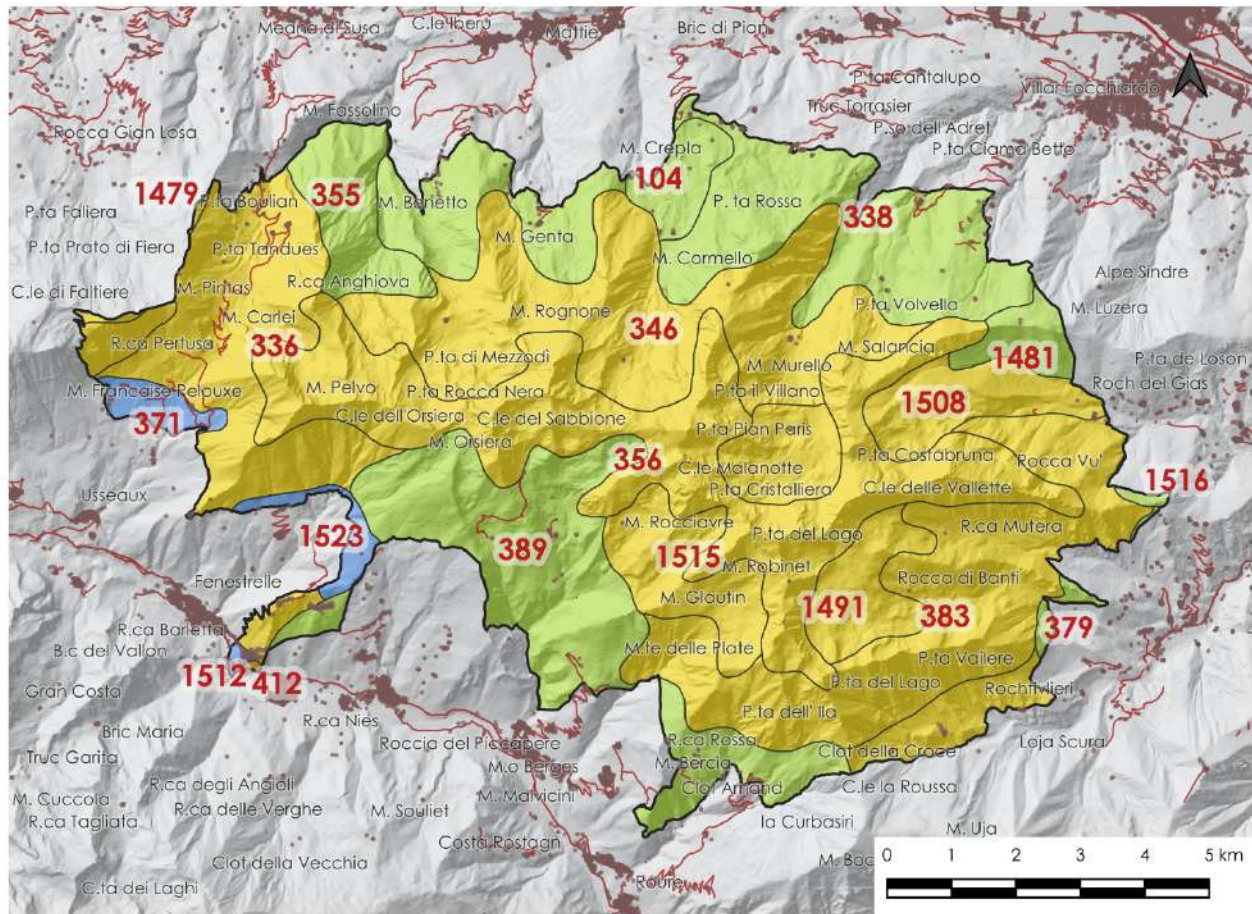 Meana di Susa
C.le Iberù
Mattie
Bric di Pian
P.ta Cantalupo
Truc Torrasier
Villar Focchiardo
M. Fassolino
Rocca Gian Losa
P.so dell'Adret
P.ta Ciama Bette
M. Crepla
104
1479
P.ta Boulian
355
M. Benetto
P.ta Rossa
P.ta Faliera
338
P.ta Prato di Fiera
P.ta Tandues
M. Genta
M. Cormello
Alpe Sindre
C.le di Faltiere
M. Pintas
R.ca Anghiova
P.ta Volvella
M. Luzera
M. Carlei
M. Rognone
346
R.ca Pertusa
336
P.ta di Mezzodì
M. Murello
M. Salancia
1481
P.ta de Loson
M. Francaise Pelouxe
M. Pelvo
P.ta Rocca Nera
P.ta il Villano
Roch del Gias
1508
371
C.le dell'Orsiera
C.le del Sabbione
P.ta Pian Paris
M. Orsiera
356
C.le Malanotte
P.ta Costabruna
Rocca Vu'
1516
Usseaux
P.ta Cristalliera
C.le delle Vallette
1523
389
M. Rocciavre
P.ta del Lago
R.ca Mutera
1515
M. Robinet
Fenestrelle
Rocca di Banti
M. Glautin
1491
383
379
R.ca Barletta
B.c del Vallon
M.te delle Plate
P.ta Vallere
1512
412
P.ta del Lago
Gran Costa
Rochtivlieri
R.ca Nies
P.ta dell' Ila
Bric Maria
Roccia del Piccapere
R.ca Rossa
Loja Scura
Truc Garita
M.o Berges
M. Bercia
Clot della Croce
R.ca degli Angioli
Clot Arnand
C.le la Roussa
M. Cuccola
R.ca delle Verghe
M. Souliet
M. Malvicini
R.ca Tagliata
la Curbasiri
M. Uja
Costa Rostagn
Clot della Vecchia
M. Boc
C.ta dei Laghi
Roure
0 1 2 3 4 5 km